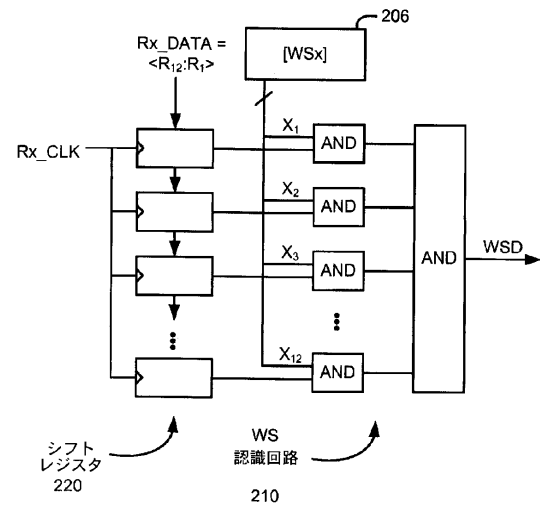 206
Rx_DATA =
<R12:R1>
[WSx]
Rx_CLK
X1
AND
X2
AND
X3
AND
X12
AND
AND
WSD
シフト
レジスタ
220
WS
認識回路
210